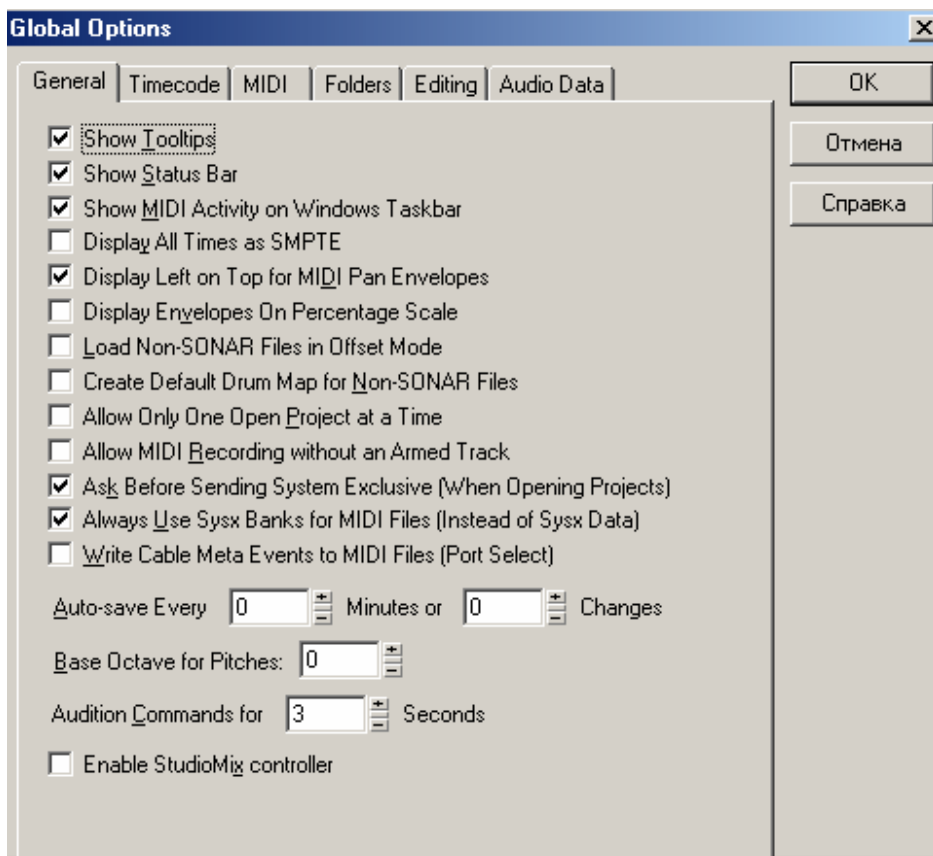 Global Options
General Timecode MIDI Folders Editing Audio Data
OK
Отмена
Справка
Show Tooltips
Show Status Bar
Show MIDI Activity on Windows Taskbar
Display All Times as SMPTE
Display Left on Top for MIDI Pan Envelopes
Display Envelopes On Percentage Scale
Load Non-SONAR Files in Offset Mode
Create Default Drum Map for Non-SONAR Files
Allow Only One Open Project at a Time
Allow MIDI Recording without an Armed Track
Ask Before Sending System Exclusive (When Opening Projects)
Always Use Sysx Banks for MIDI Files (Instead of Sysx Data)
Write Cable Meta Events to MIDI Files (Port Select)
Auto-save Every 0 Minutes or 0 Changes
Base Octave for Pitches: 0
Audition Commands for 3 Seconds
Enable StudioMix controller